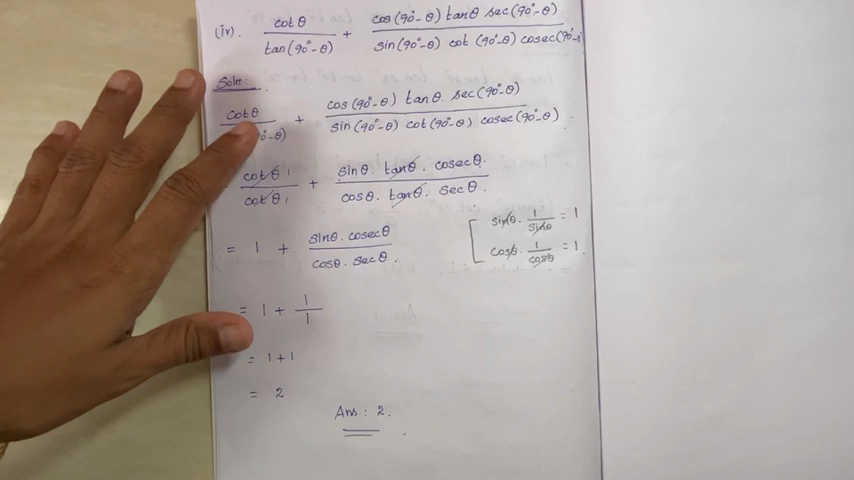 (iv). cotθ / tan(90°-θ) + cos(90°-θ) tanθ sec(90°-θ) / sin(90°-θ) cot(90°-θ) cosec(90°-θ
Soln:
cotθ / 0°-θ) + cos(90°-θ) tanθ. sec(90°-θ) / sin(90°-θ) cot(90°-θ) cosec(90°-θ)
cotθ 1 / cotθ 1 + sinθ. tanθ. cosecθ. / cosθ. tanθ. secθ.
sinθ. 1/sinθ = 1
= 1 + sinθ. cosecθ / cosθ. secθ.
cosθ. 1/cosθ = 1.
= 1 + 1/1
= 1+1
= 2
Ans: 2.